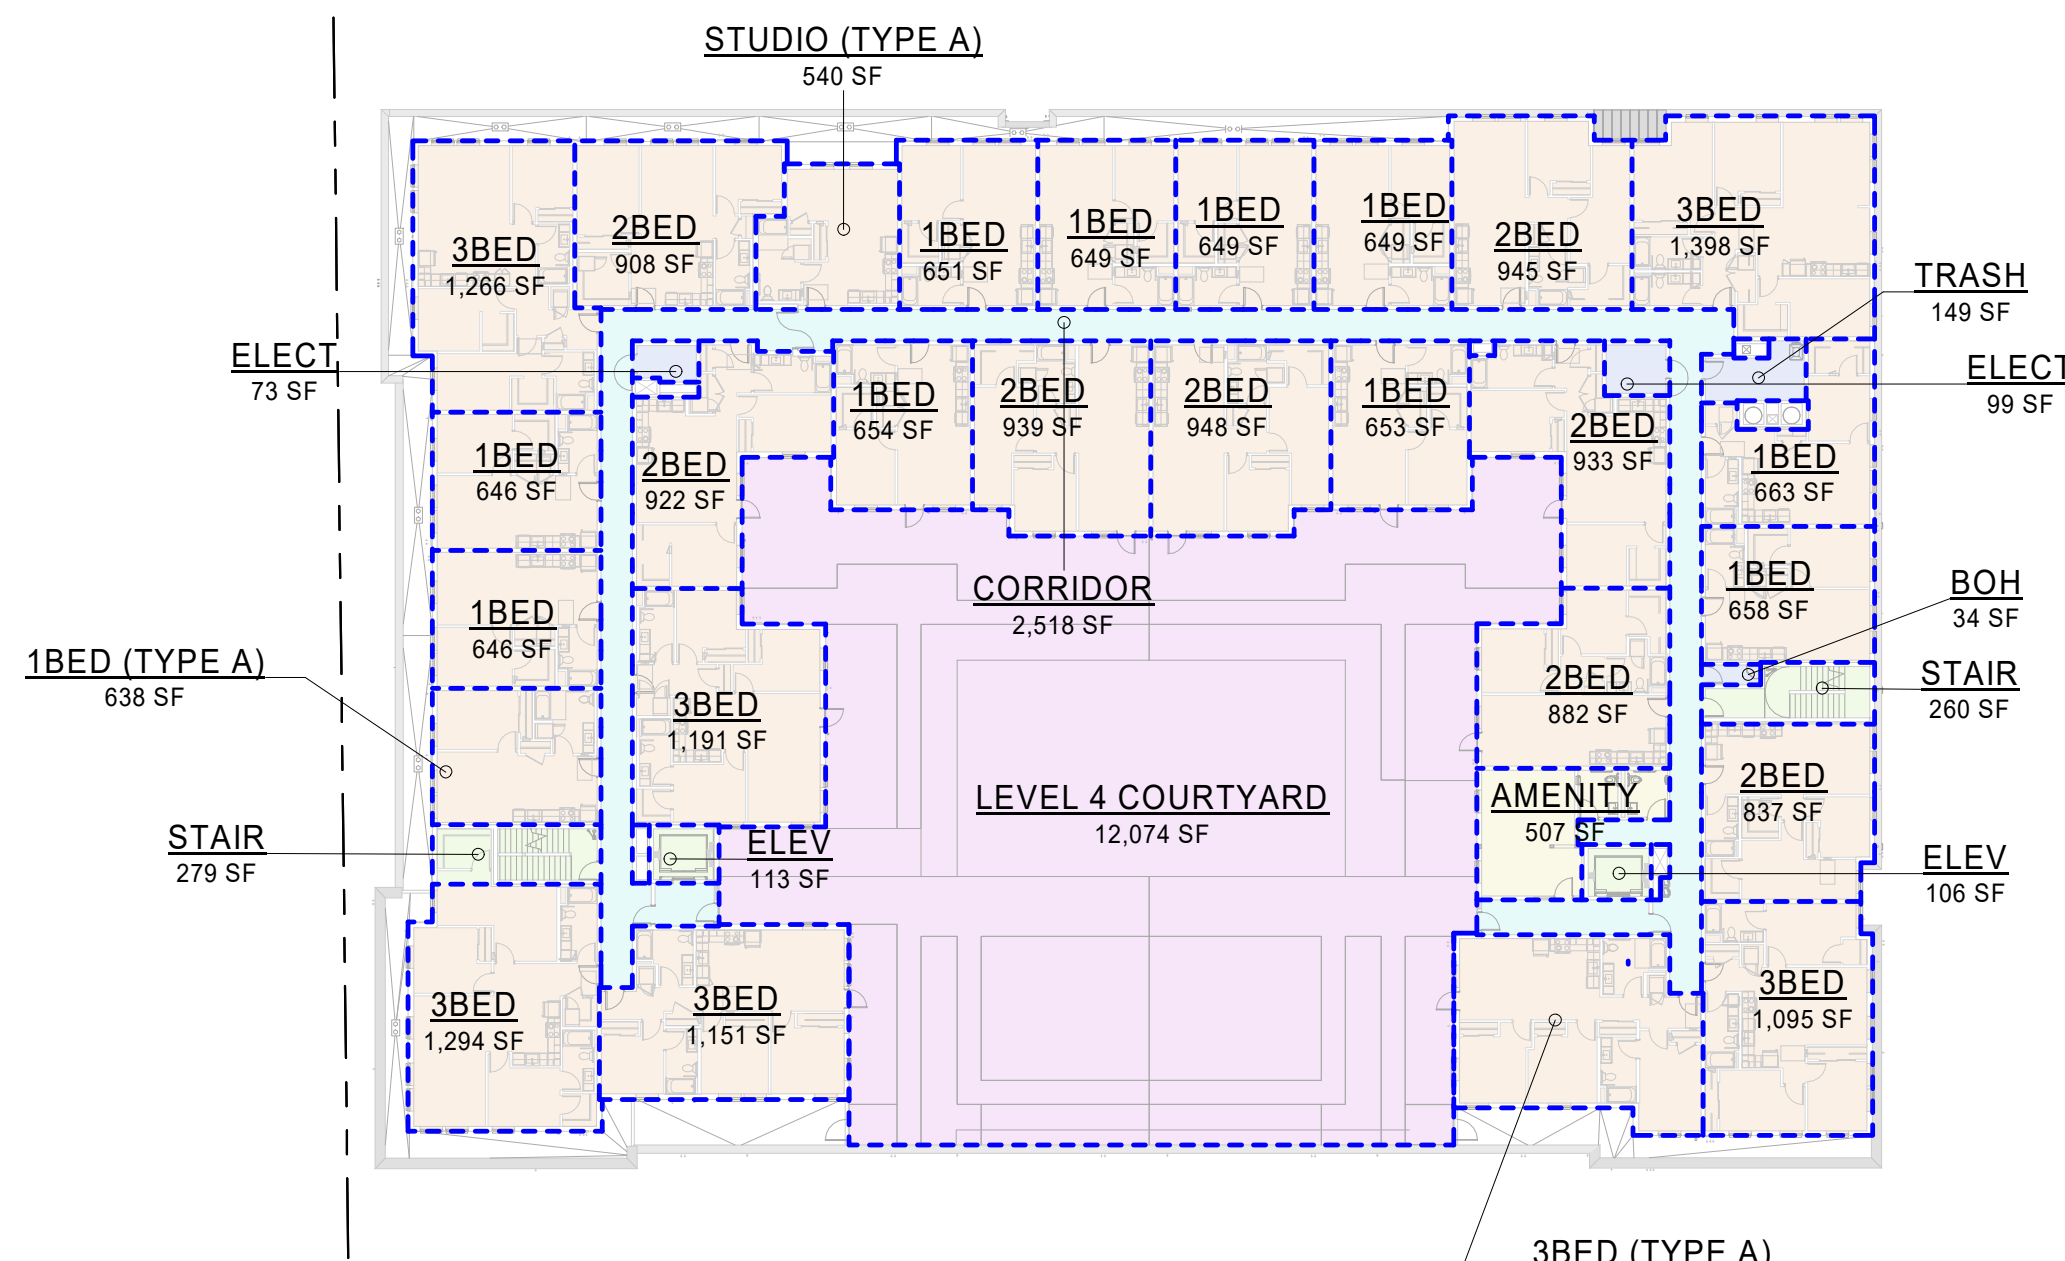 STUDIO (TYPE A)
540 SF
3BED
1,266 SF
2BED
908 SF
1BED
651 SF
1BED
649 SF
1BED
649 SF
1BED
649 SF
2BED
945 SF
3BED
1,398 SF
TRASH
149 SF
ELECT
73 SF
ELECT
99 SF
1BED
654 SF
2BED
939 SF
2BED
948 SF
1BED
653 SF
2BED
933 SF
1BED
646 SF
2BED
922 SF
1BED
663 SF
CORRIDOR
2,518 SF
1BED
658 SF
BOH
34 SF
1BED
646 SF
1BED (TYPE A)
638 SF
3BED
1,191 SF
2BED
882 SF
STAIR
260 SF
LEVEL 4 COURTYARD
12,074 SF
AMENITY
507 SF
2BED
837 SF
STAIR
279 SF
ELEV
113 SF
ELEV
106 SF
3BED
1,294 SF
3BED
1,151 SF
3BED
1,095 SF
3BED (TYPE A)